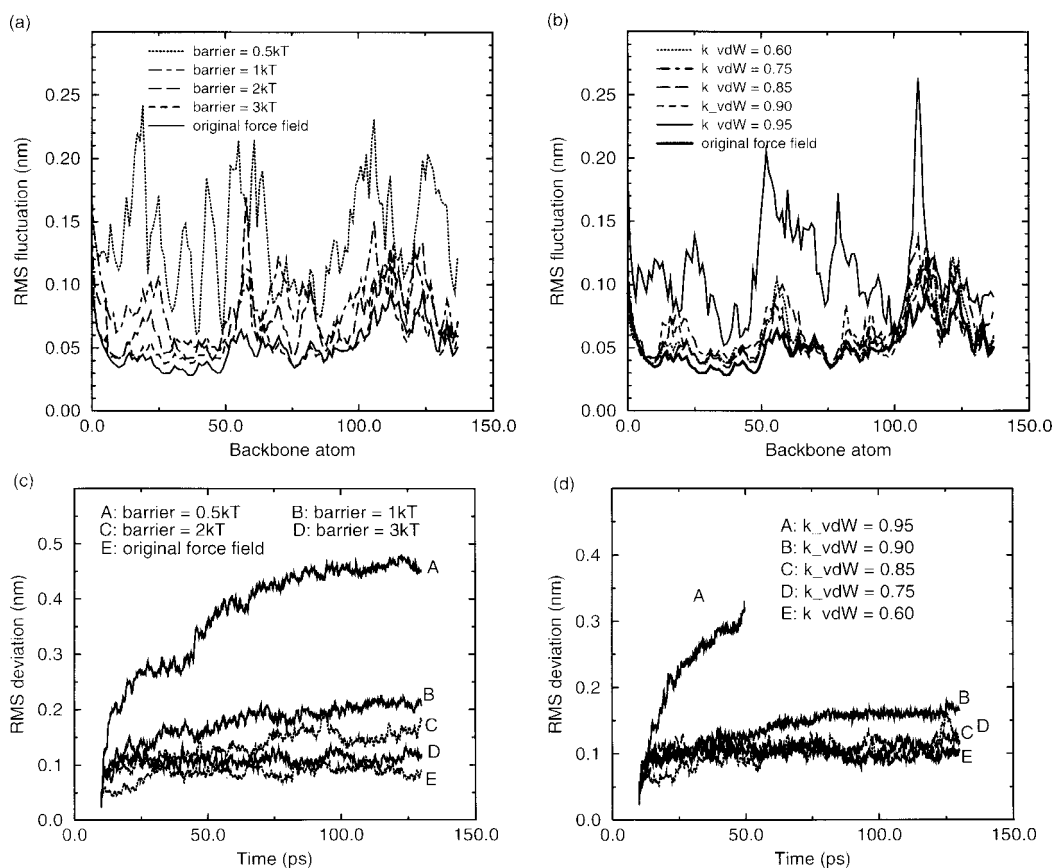 (a)
barrier = 0.5kT
barrier = 1kT
barrier = 2kT
barrier = 3kT
original force field
0.25
0.20
0.15
0.10
0.05
0.00
RMS fluctuation (nm)
0.0 50.0 100.0 150.0
Backbone atom
(b)
k vdW = 0.60
k vdW = 0.75
k vdW = 0.85
k_vdW = 0.90
k vdW = 0.95
original force field
0.25
0.20
0.15
0.10
0.05
0.00
RMS fluctuation (nm)
0.0 50.0 100.0 150.0
Backbone atom
(c)
A: barrier = 0.5kT B: barrier = 1kT
C: barrier = 2kT D: barrier = 3kT
E: original force field
0.5
0.4
0.3
0.2
0.1
0.0
RMS deviation (nm)
A
B
C
D
E
0.0 50.0 100.0 150.0
Time (ps)
(d)
A: k_vdW = 0.95
B: k_vdW = 0.90
C: k_vdW = 0.85
D: k_vdW = 0.75
E: k vdW = 0.60
0.4
0.3
0.2
0.1
0.0
RMS deviation (nm)
A
B
D
C
E
0.0 50.0 100.0 150.0
Time (ps)